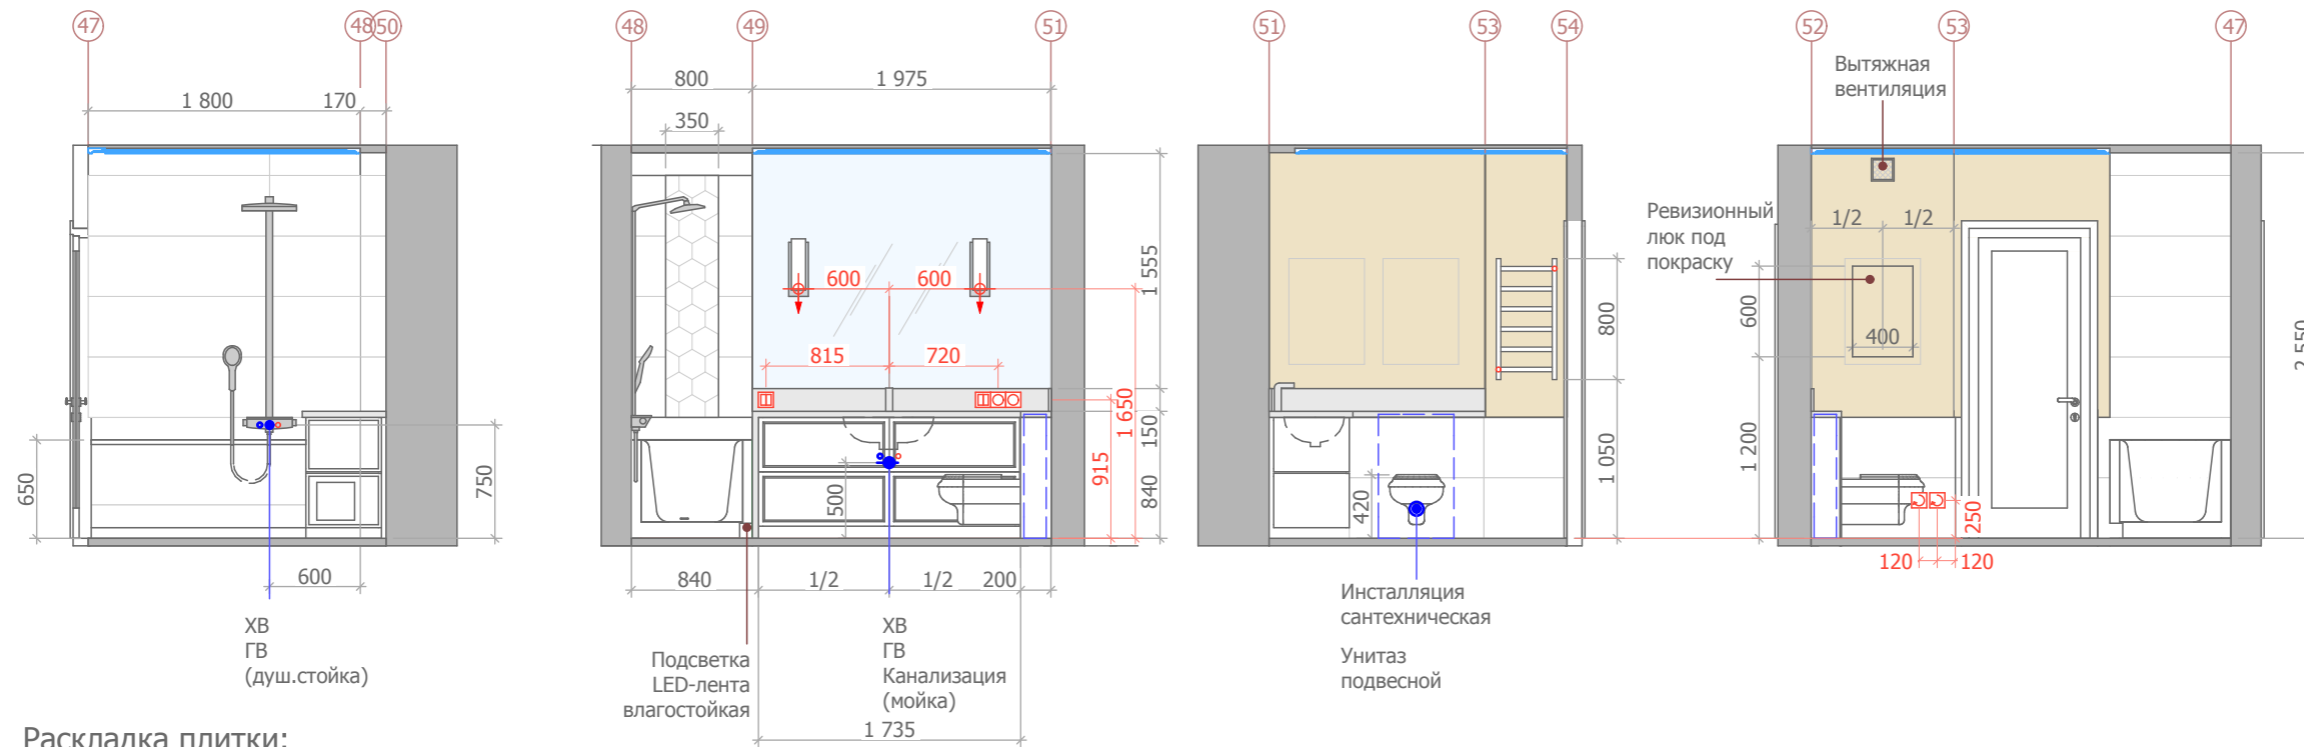 47
48
50
48
49
51
51
53
54
52
53
47
1 800
170
650
750
600
ХВ
ГВ
(душ.стойка)
800
1 975
350
600
600
815
720
1 555
1 650
150
915
840
500
840
1/2
1/2
200
1 735
Подсветка
LED-лента
влагостойкая
ХВ
ГВ
Канализация
(мойка)
800
1 050
420
Инсталляция
сантехническая
Унитаз
подвесной
Вытяжная
вентиляция
Ревизионный
люк под
покраску
1/2
1/2
600
400
1 200
250
120
120
2 550
Раскладка плитки: